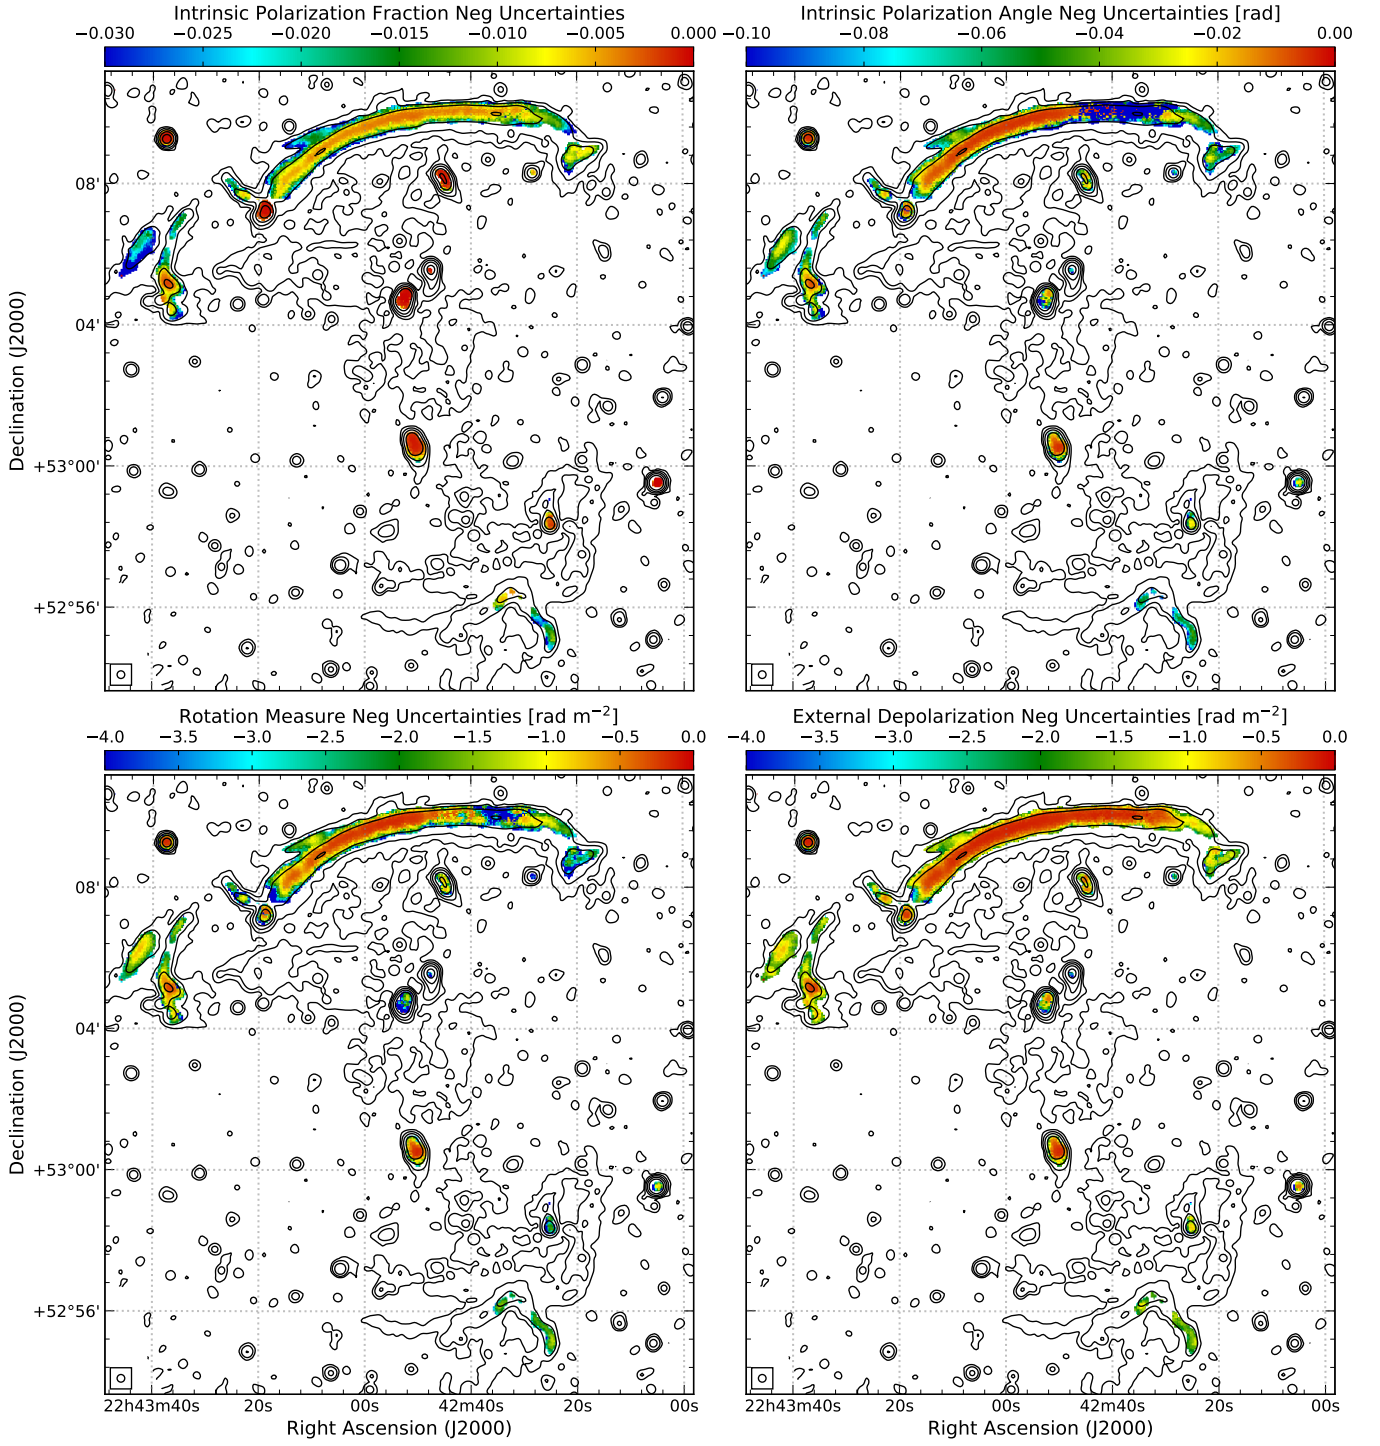 Intrinsic Polarization Fraction Neg Uncertainties
−0.030 −0.025 −0.020 −0.015 −0.010 −0.005 0.000
Intrinsic Polarization Angle Neg Uncertainties [rad]
−0.10 −0.08 −0.06 −0.04 −0.02 0.00
08'
04'
+53°00'
+52°56'
Declination (J2000)
Rotation Measure Neg Uncertainties [rad m−2]
−4.0 −3.5 −3.0 −2.5 −2.0 −1.5 −1.0 −0.5 0.0
External Depolarization Neg Uncertainties [rad m−2]
−4.0 −3.5 −3.0 −2.5 −2.0 −1.5 −1.0 −0.5 0.0
08'
04'
+53°00'
+52°56'
Declination (J2000)
22h43m40s 20s 00s 42m40s 20s 00s
Right Ascension (J2000)
22h43m40s 20s 00s 42m40s 20s 00s
Right Ascension (J2000)